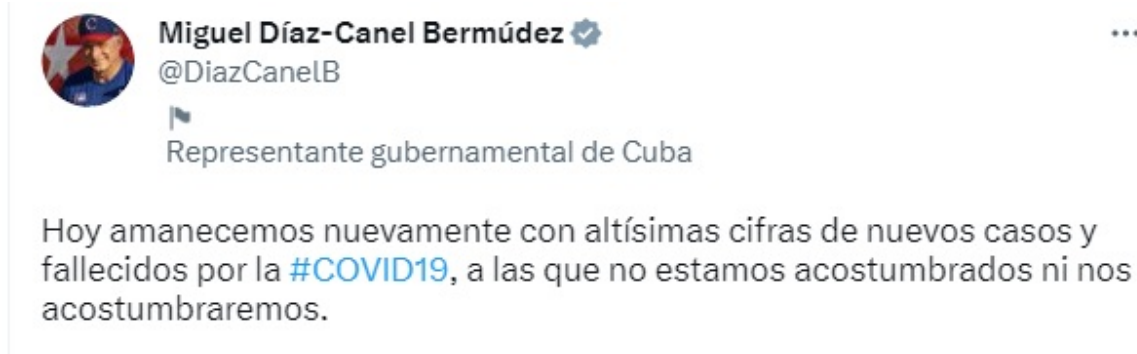 Miguel Díaz-Canel Bermúdez
@DiazCanelB
Representante gubernamental de Cuba
Hoy amanecemos nuevamente con altísimas cifras de nuevos casos y
fallecidos por la #COVID19, a las que no estamos acostumbrados ni nos
acostumbraremos.